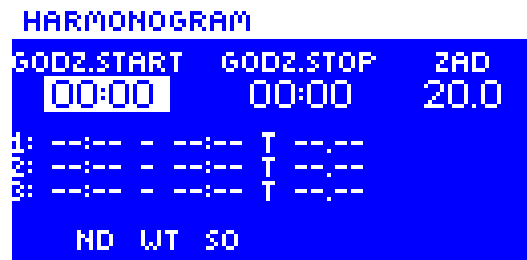 HARMONOGRAM
GODZ.START GODZ.STOP ZAD
00:00 00:00 20.0
1: --:-- - --:-- T --.--
2: --:-- - --:-- T --.--
3: --:-- - --:-- T --.--
ND WT SO